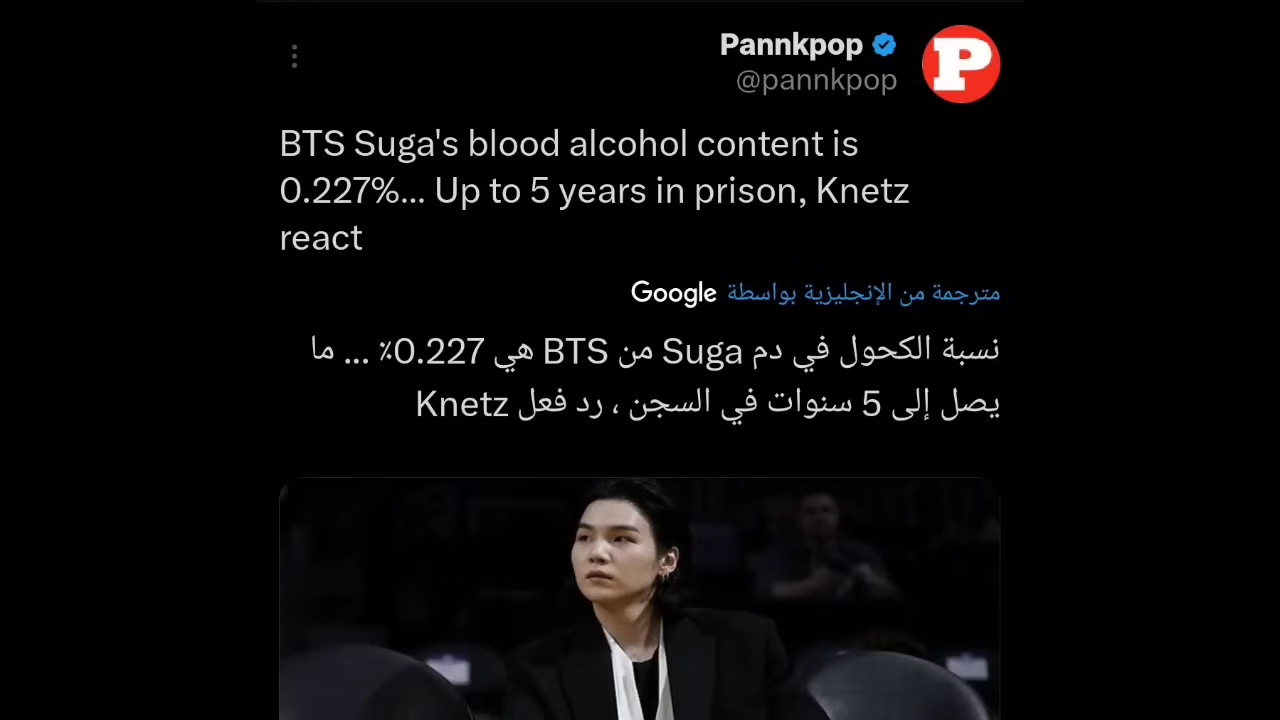 Pannkpop
@pannkpop
P
BTS Suga's blood alcohol content is
0.227%... Up to 5 years in prison, Knetz
react
مترجمة من الإنجليزية بواسطة Google
نسبة الكحول في دم Suga من BTS هي 0.227٪ ... ما
يصل إلى 5 سنوات في السجن ، رد فعل Knetz